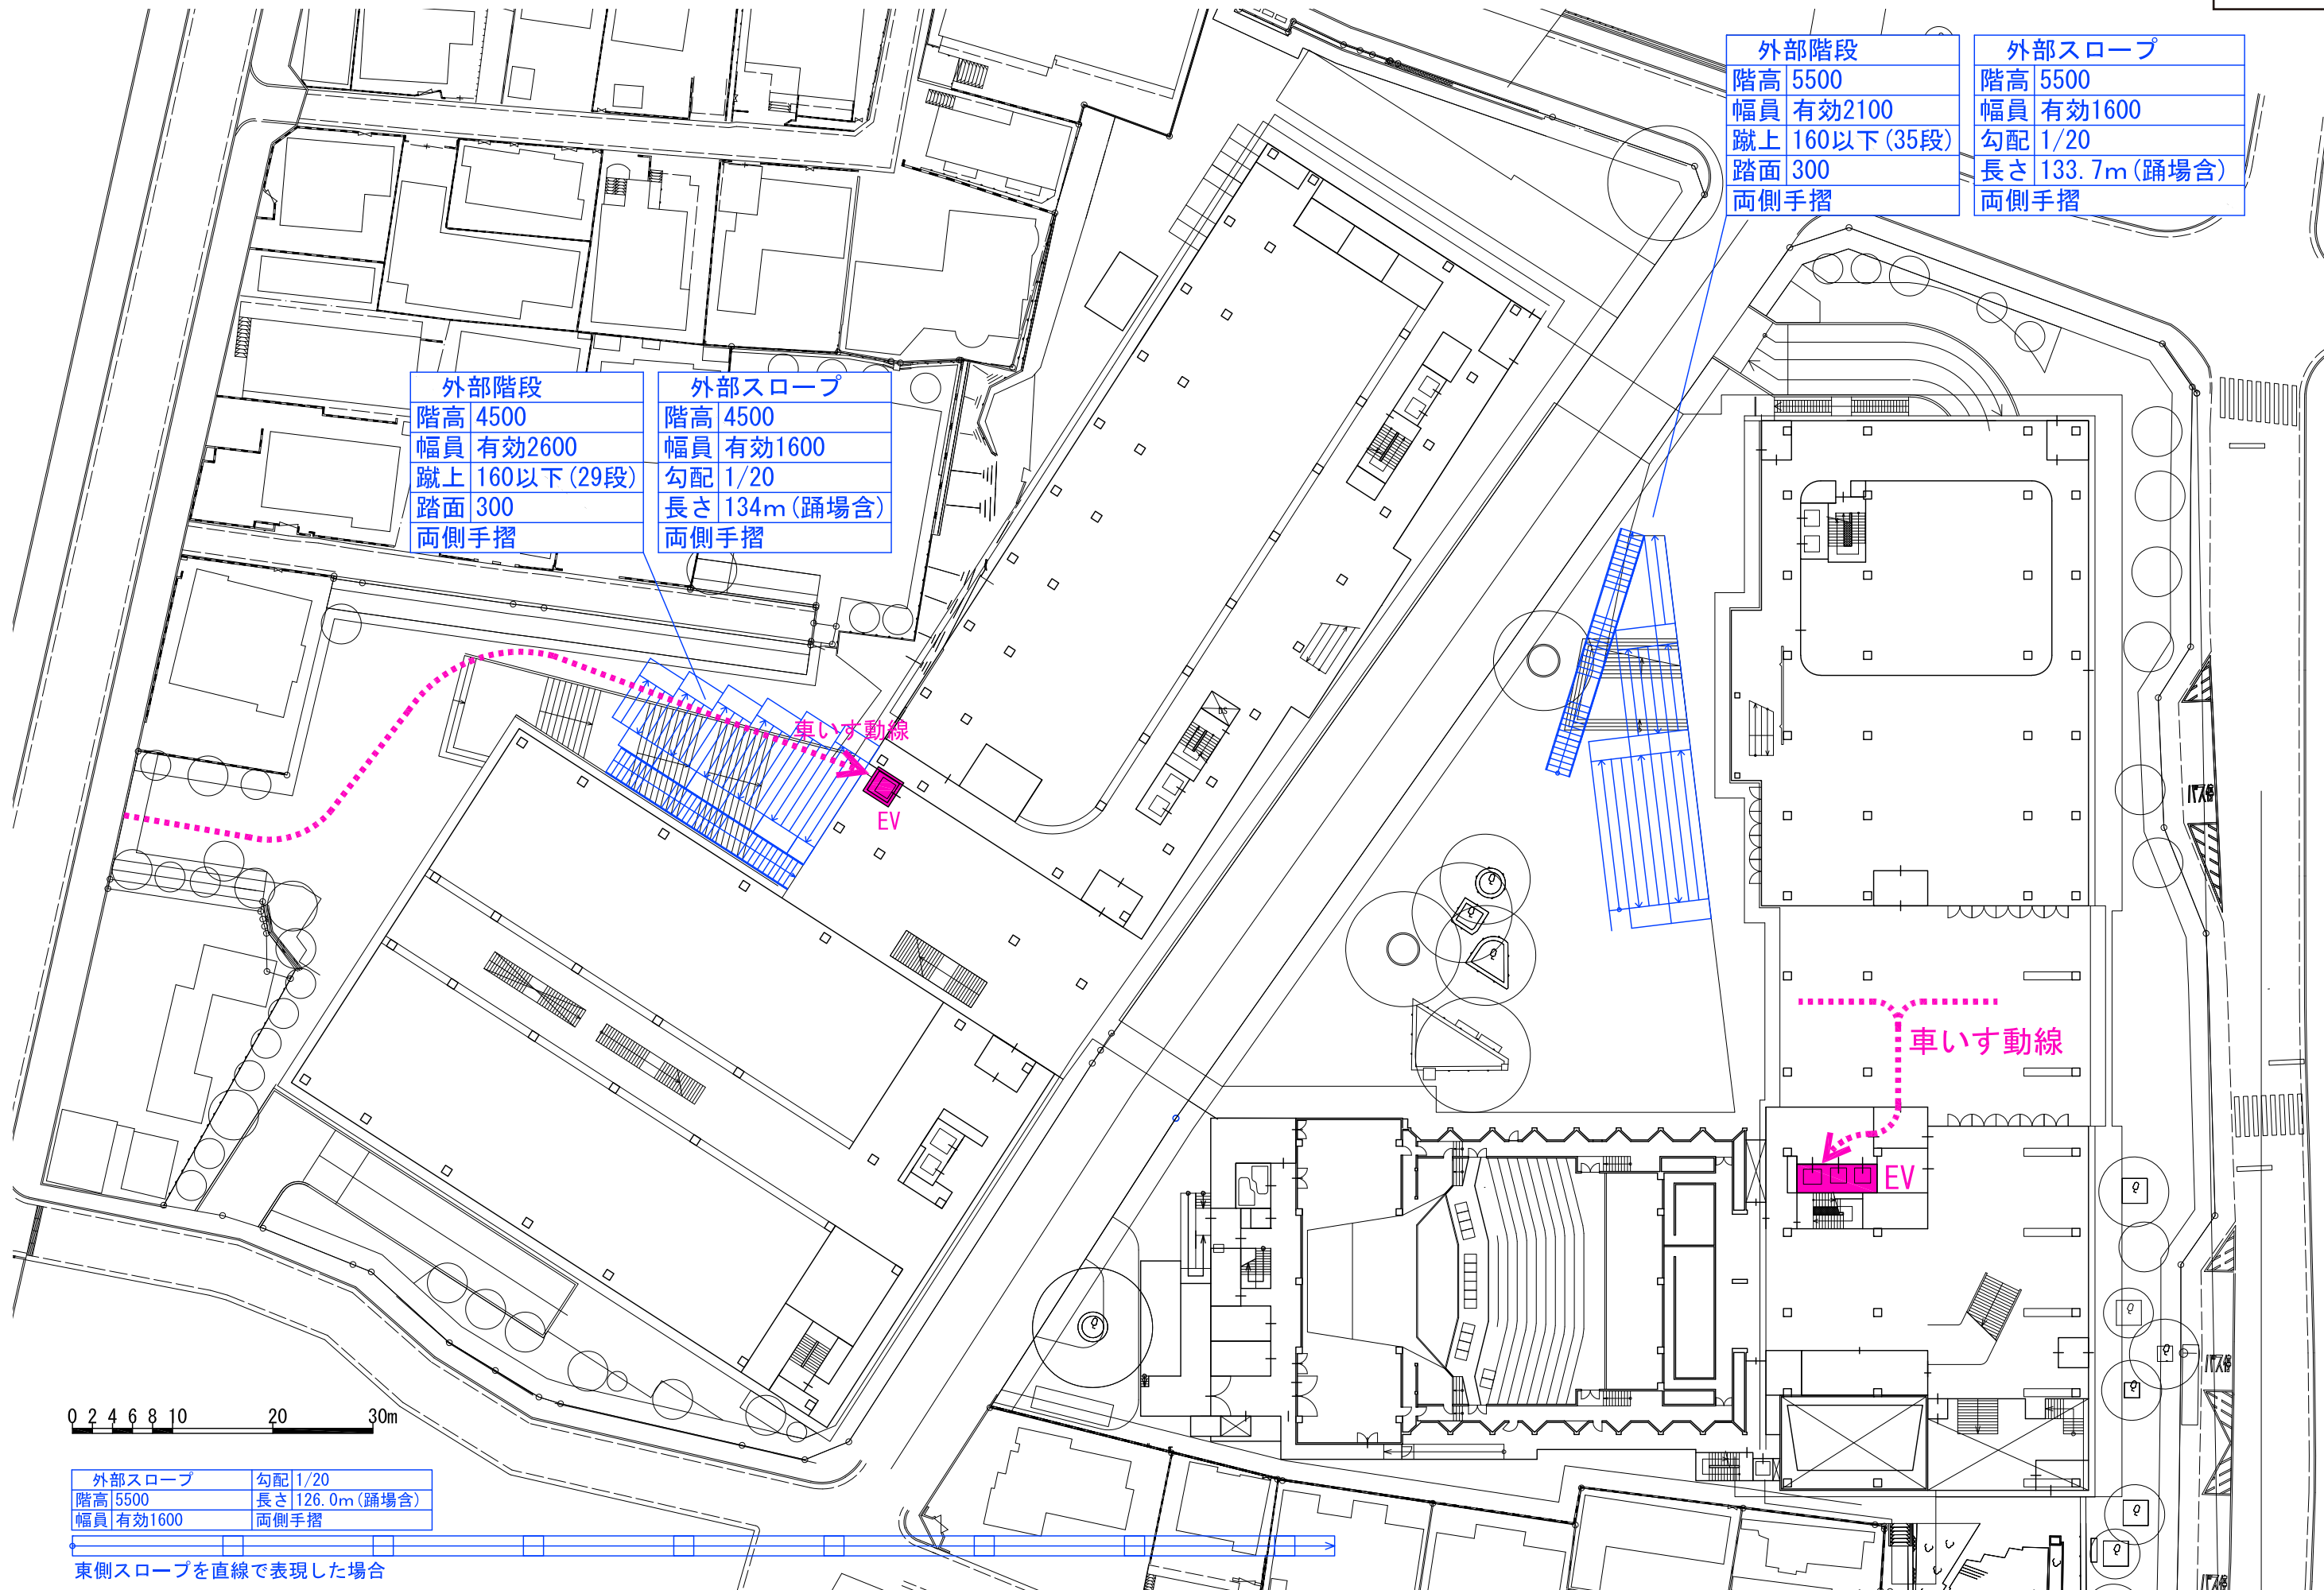 外部階段
階高 5500
幅員 有効2100
蹴上 160以下(35段)
踏面 300
両側手摺
外部スロープ
階高 5500
幅員 有効1600
勾配 1/20
長さ 133.7m(踊場含)
両側手摺
外部階段
階高 4500
幅員 有効2600
蹴上 160以下(29段)
踏面 300
両側手摺
外部スロープ
階高 4500
幅員 有効1600
勾配 1/20
長さ 134m(踊場含)
両側手摺
DS
車いす動線
EV
バス停
車いす動線
EV
バス停
0 2 4 6 8 10 20 30m
外部スロープ 勾配 1/20
階高 5500 長さ 126.0m(踊場含)
幅員 有効1600 両側手摺
東側スロープを直線で表現した場合
バス停